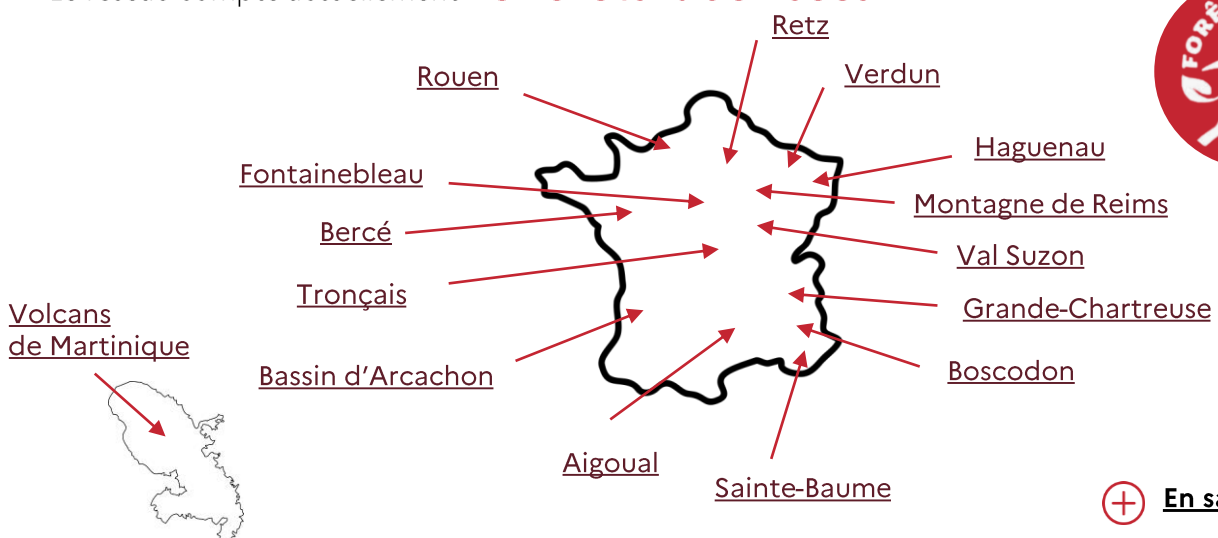 Retz
Rouen
Verdun
Haguenau
Fontainebleau
Montagne de Reims
Bercé
Val Suzon
Tronçais
Grande-Chartreuse
Volcans
de Martinique
Bassin d'Arcachon
Boscodon
Aigoual
Sainte-Baume
En